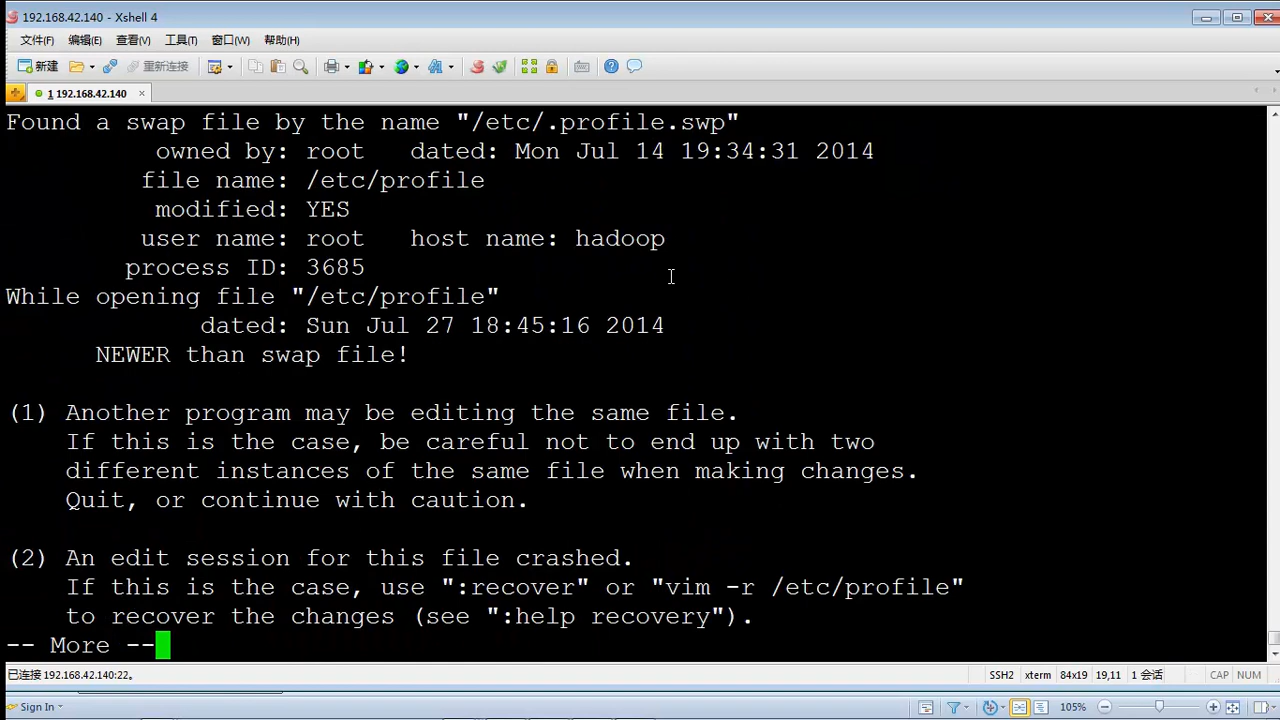 192.168.42.140 - Xshell 4
文件(F) 编辑(E) 查看(V) 工具(T) 窗口(W) 帮助(H)
新建 重新连接
1 192.168.42.140
Found a swap file by the name "/etc/.profile.swp"
owned by: root dated: Mon Jul 14 19:34:31 2014
file name: /etc/profile
modified: YES
user name: root host name: hadoop
process ID: 3685
While opening file "/etc/profile"
dated: Sun Jul 27 18:45:16 2014
NEWER than swap file!
(1) Another program may be editing the same file.
If this is the case, be careful not to end up with two
different instances of the same file when making changes.
Quit, or continue with caution.
(2) An edit session for this file crashed.
If this is the case, use ":recover" or "vim -r /etc/profile"
to recover the changes (see ":help recovery").
-- More --
已连接 192.168.42.140:22。 SSH2 xterm 84x19 19,11 1 会话 CAP NUM
Sign In 105%